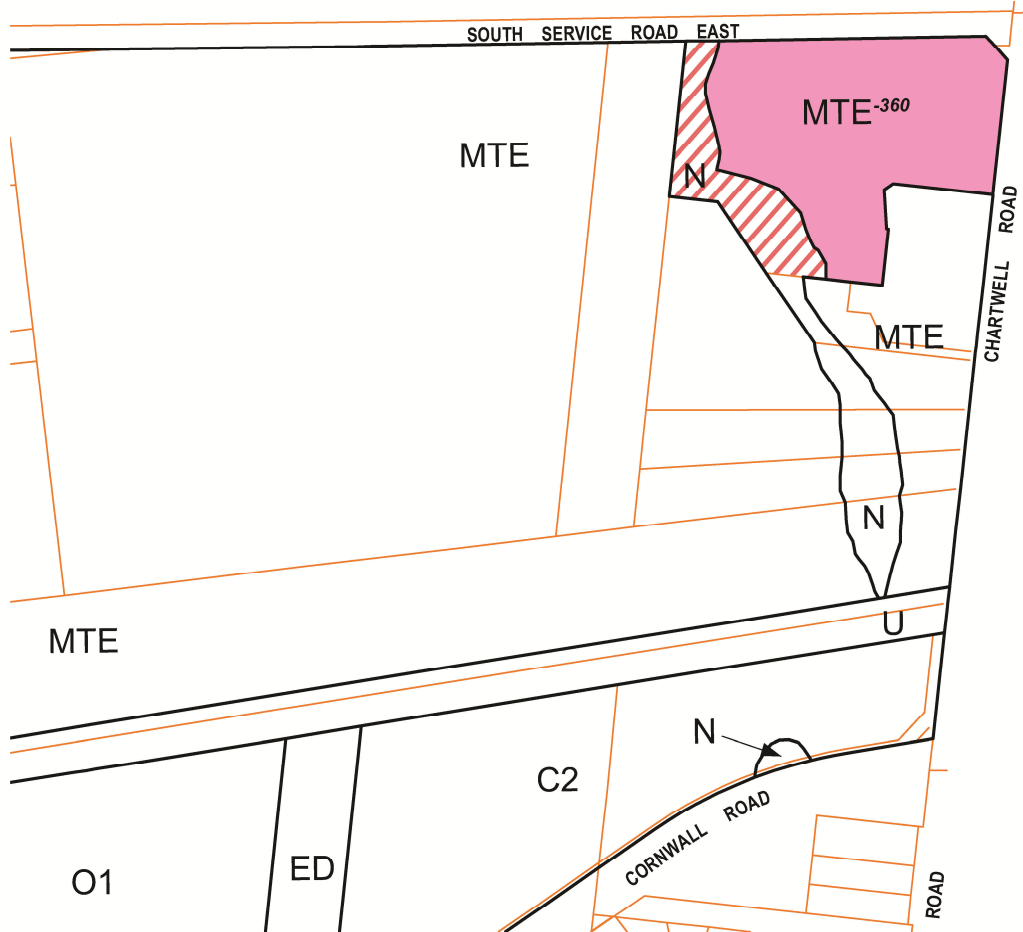 SOUTH SERVICE ROAD EAST
MTE-360
MTE
N
CHARTWELL ROAD
MTE
N
U
MTE
N
C2
CORNWALL ROAD
O1
ED
ROAD